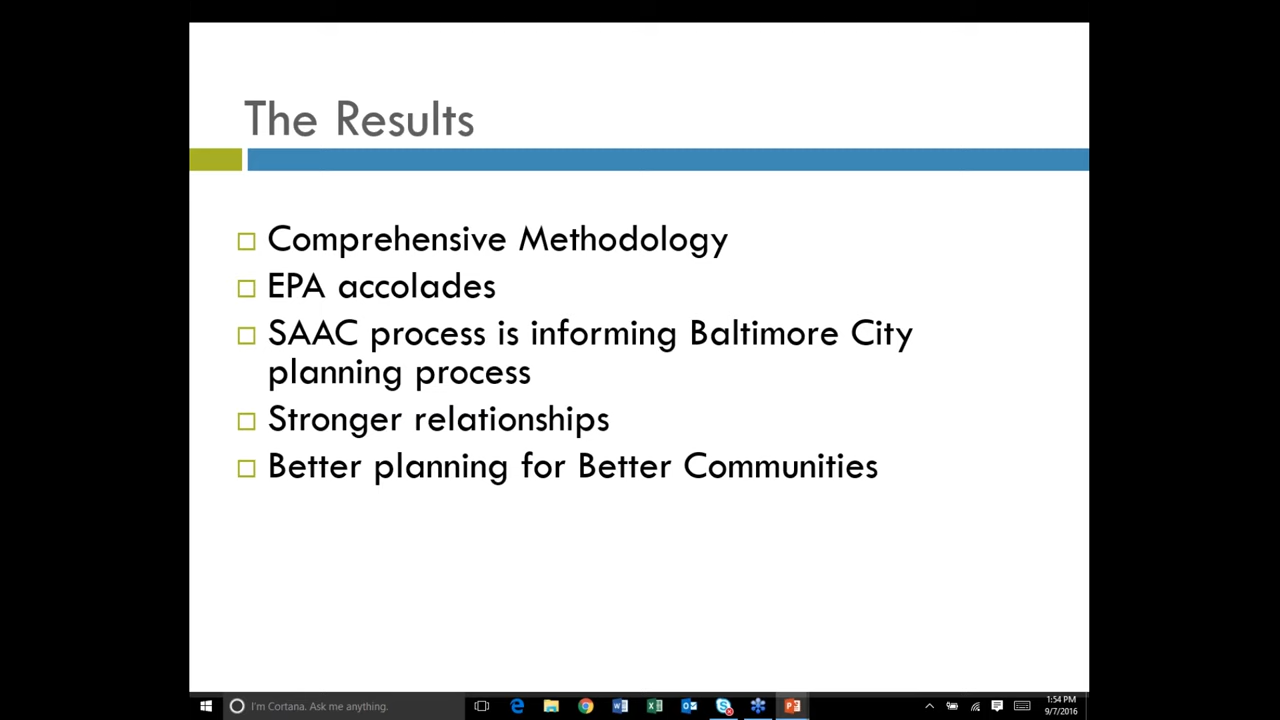 The Results
Comprehensive Methodology
EPA accolades
SAAC process is informing Baltimore City
planning process
Stronger relationships
Better planning for Better Communities
I'm Cortana. Ask me anything.
1:54 PM
9/7/2016